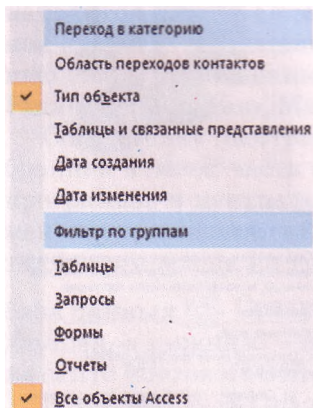 Переход в категорию
Область переходов контактов
Тип объекта
Таблицы и связанные представления
Дата создания
Дата изменения
Фильтр по группам
Таблицы
Запросы
Формы
Отчеты
Все объекты Access